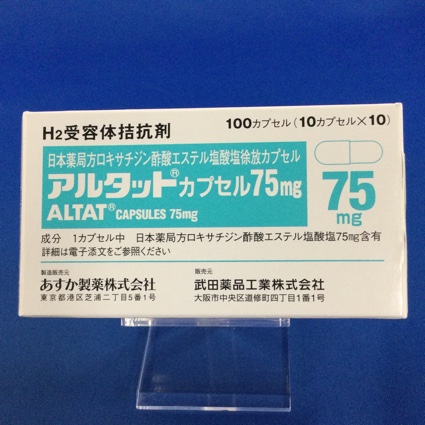 H2受容体拮抗剤
100カプセル(10カプセル×10)
日本薬局方ロキサチジン酢酸エステル塩酸塩徐放カプセル
アルタット®カプセル75mg
ALTAT® CAPSULES 75mg
75
mg
成分 1カプセル中 日本薬局方ロキサチジン酢酸エステル塩酸塩75mg含有
詳細は電子添文をご参照ください
製造販売元
あすか製薬株式会社
東京都港区芝浦二丁目5番1号
販売元
武田薬品工業株式会社
大阪市中央区道修町四丁目1番1号